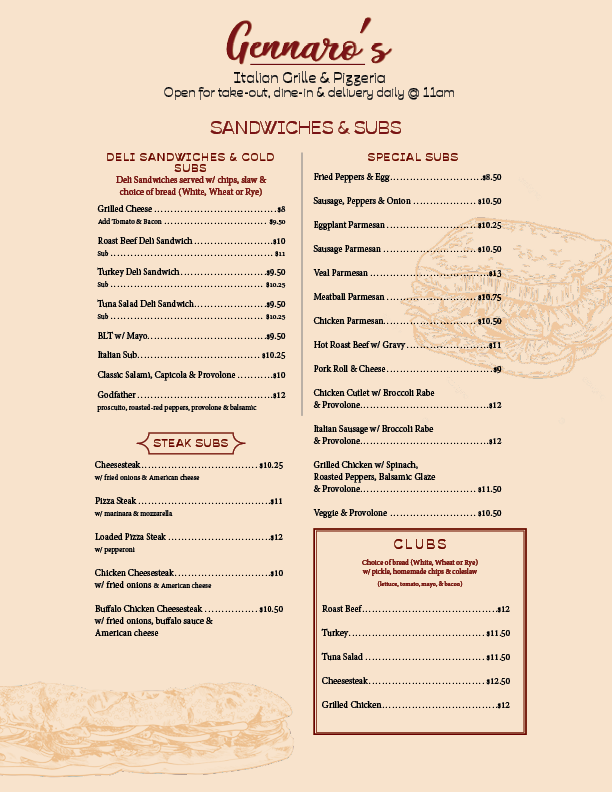 Gennaro's
Italian Grille & Pizzeria
Open for take-out, dine-in & delivery daily @ 11am
SANDWICHES & SUBS
DELI SANDWICHES & COLD
SUBS
Deli Sandwiches served w/ chips, slaw &
choice of bread (White, Wheat or Rye)
Grilled Cheese ........ $8
Add Tomato & Bacon ........ $9.50
Roast Beef Deli Sandwich ........ $10
Sub ........ $11
Turkey Deli Sandwich ........ $9.50
Sub ........ $10.25
Tuna Salad Deli Sandwich ........ $9.50
Sub ........ $10.25
BLT w/ Mayo ........ $9.50
Italian Sub ........ $10.25
Classic Salami, Capicola & Provolone ........ $10
Godfather ........ $12
prosciutto, roasted-red peppers, provolone & balsamic
STEAK SUBS
Cheesesteak ........ $10.25
w/ fried onions & American cheese
Pizza Steak ........ $11
w/ marinara & mozzarella
Loaded Pizza Steak ........ $12
w/ pepperoni
Chicken Cheesesteak ........ $10
w/ fried onions & American cheese
Buffalo Chicken Cheesesteak ........ $10.50
w/ fried onions, buffalo sauce &
American cheese
SPECIAL SUBS
Fried Peppers & Egg ........ $8.50
Sausage, Peppers & Onion ........ $10.50
Eggplant Parmesan ........ $10.25
Sausage Parmesan ........ $10.50
Veal Parmesan ........ $13
Meatball Parmesan ........ $10.75
Chicken Parmesan ........ $10.50
Hot Roast Beef w/ Gravy ........ $11
Pork Roll & Cheese ........ $9
Chicken Cutlet w/ Broccoli Rabe
& Provolone ........ $12
Italian Sausage w/ Broccoli Rabe
& Provolone ........ $12
Grilled Chicken w/ Spinach,
Roasted Peppers, Balsamic Glaze
& Provolone ........ $11.50
Veggie & Provolone ........ $10.50
CLUBS
Choice of bread (White, Wheat or Rye)
w/ pickle, homemade chips & coleslaw
(lettuce, tomato, mayo, & bacon)
Roast Beef ........ $12
Turkey ........ $11.50
Tuna Salad ........ $11.50
Cheesesteak ........ $12.50
Grilled Chicken ........ $12